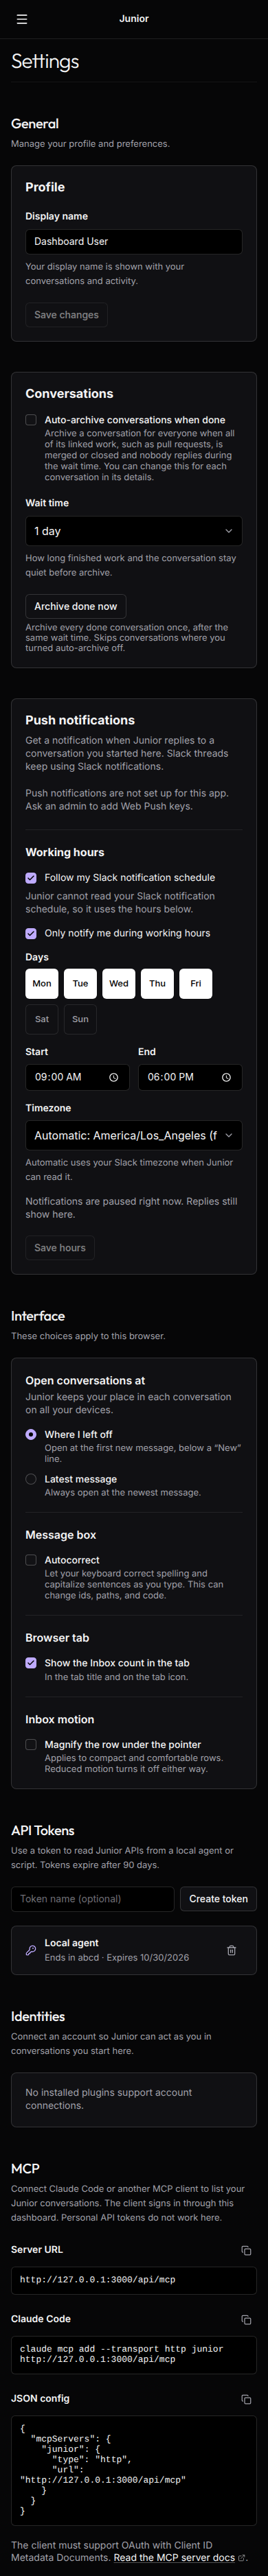 Junior
Settings
General
Manage your profile and preferences.
Profile
Display name
Dashboard User
Your display name is shown with your
conversations and activity.
Save changes
Conversations
Auto-archive conversations when done
Archive a conversation for everyone when all
of its linked work, such as pull requests, is
merged or closed and nobody replies during
the wait time. You can change this for each
conversation in its details.
Wait time
1 day
How long finished work and the conversation stay
quiet before archive.
Archive done now
Archive every done conversation once, after the
same wait time. Skips conversations where you
turned auto-archive off.
Push notifications
Get a notification when Junior replies to a
conversation you started here. Slack threads
keep using Slack notifications.
Push notifications are not set up for this app.
Ask an admin to add Web Push keys.
Working hours
Follow my Slack notification schedule
Junior cannot read your Slack notification
schedule, so it uses the hours below.
Only notify me during working hours
Days
Mon Tue Wed Thu Fri
Sat Sun
Start End
09:00 AM 06:00 PM
Timezone
Automatic: America/Los_Angeles (f
Automatic uses your Slack timezone when Junior
can read it.
Notifications are paused right now. Replies still
show here.
Save hours
Interface
These choices apply to this browser.
Open conversations at
Junior keeps your place in each conversation
on all your devices.
Where I left off
Open at the first new message, below a “New”
line.
Latest message
Always open at the newest message.
Message box
Autocorrect
Let your keyboard correct spelling and
capitalize sentences as you type. This can
change ids, paths, and code.
Browser tab
Show the Inbox count in the tab
In the tab title and on the tab icon.
Inbox motion
Magnify the row under the pointer
Applies to compact and comfortable rows.
Reduced motion turns it off either way.
API Tokens
Use a token to read Junior APIs from a local agent or
script. Tokens expire after 90 days.
Token name (optional) Create token
Local agent
Ends in abcd · Expires 10/30/2026
Identities
Connect an account so Junior can act as you in
conversations you start here.
No installed plugins support account
connections.
MCP
Connect Claude Code or another MCP client to list your
Junior conversations. The client signs in through this
dashboard. Personal API tokens do not work here.
Server URL
http://127.0.0.1:3000/api/mcp
Claude Code
claude mcp add --transport http junior
http://127.0.0.1:3000/api/mcp
JSON config
{
  "mcpServers": {
    "junior": {
      "type": "http",
      "url":
"http://127.0.0.1:3000/api/mcp"
    }
  }
}
The client must support OAuth with Client ID
Metadata Documents. Read the MCP server docs.